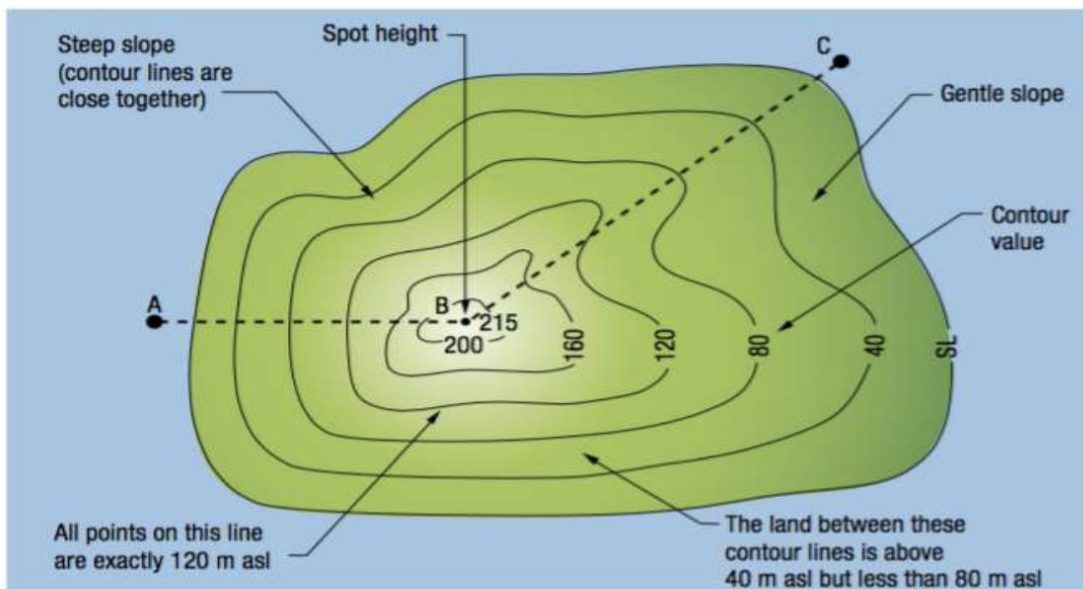 Steep slope
(contour lines are
close together)
Spot height
C
Gentle slope
Contour
value
A
B
215
200
160
120
80
40
SL
All points on this line
are exactly 120 m asl
The land between these
contour lines is above
40 m asl but less than 80 m asl